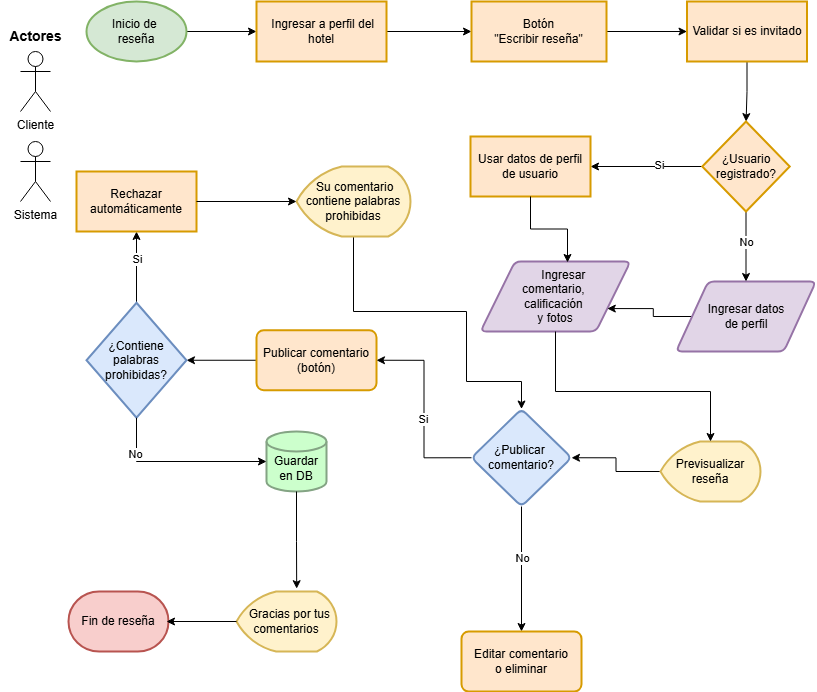 Actores
Cliente
Sistema
Inicio de
reseña
Ingresar a perfil del
hotel
Botón
"Escribir reseña"
Validar si es invitado
¿Usuario
registrado?
Si
No
Usar datos de perfil
de usuario
Ingresar datos
de perfil
Ingresar
comentario,
calificación
y fotos
Previsualizar
reseña
¿Publicar
comentario?
Si
No
Editar comentario
o eliminar
Publicar comentario
(botón)
¿Contiene
palabras
prohibidas?
Si
No
Rechazar
automáticamente
Su comentario
contiene palabras
prohibidas
Guardar
en DB
Gracias por tus
comentarios
Fin de reseña